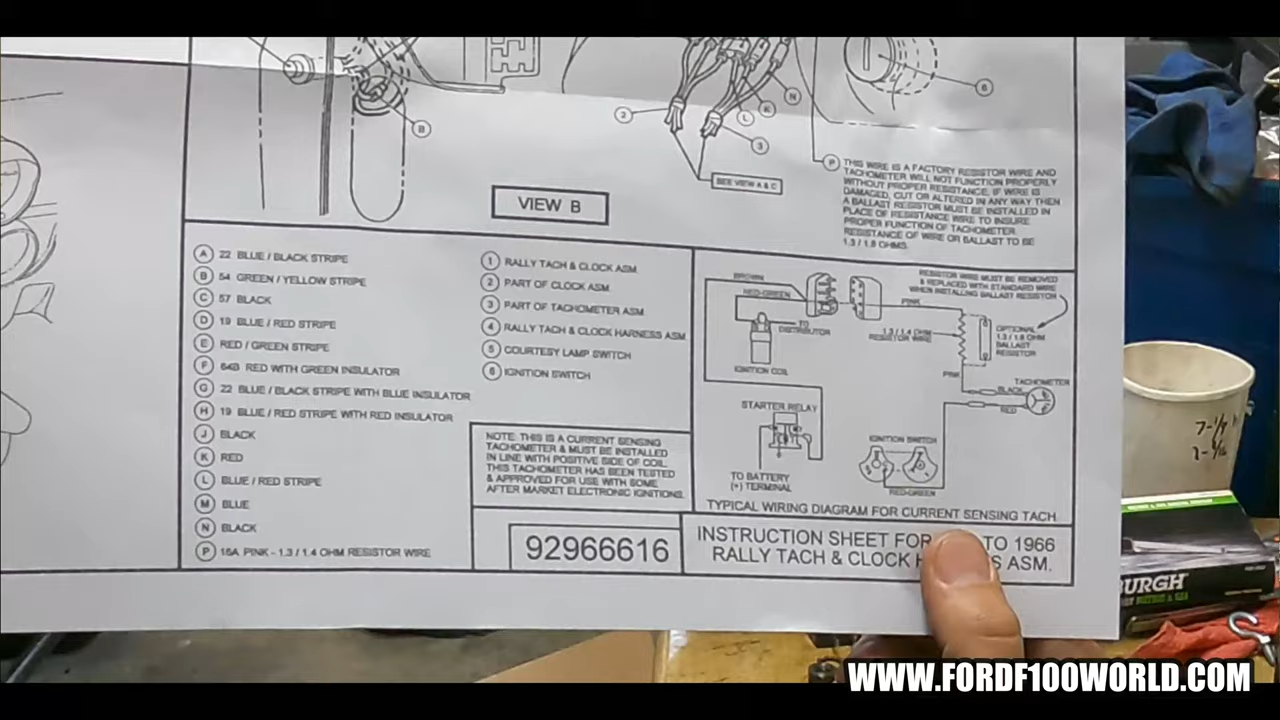 B
2
L
K
N
3
6
SEE VIEW A & C
P
THIS WIRE IS A FACTORY RESISTOR WIRE AND
TACHOMETER WILL NOT FUNCTION PROPERLY
WITHOUT PROPER RESISTANCE. IF WIRE IS
DAMAGED, CUT OR ALTERED IN ANY WAY THEN
A BALLAST RESISTOR MUST BE INSTALLED IN
PLACE OF RESISTANCE WIRE TO INSURE
PROPER FUNCTION OF TACHOMETER.
RESISTANCE OF WIRE OR BALLAST TO BE
1.3 / 1.8 OHMS.
VIEW B
A 22 BLUE / BLACK STRIPE
B 54 GREEN / YELLOW STRIPE
C 57 BLACK
D 19 BLUE / RED STRIPE
E RED / GREEN STRIPE
F 64B RED WITH GREEN INSULATOR
G 22 BLUE / BLACK STRIPE WITH BLUE INSULATOR
H 19 BLUE / RED STRIPE WITH RED INSULATOR
J BLACK
K RED
L BLUE / RED STRIPE
M BLUE
N BLACK
P 16A PINK - 1.3 / 1.4 OHM RESISTOR WIRE
1 RALLY TACH & CLOCK ASM.
2 PART OF CLOCK ASM.
3 PART OF TACHOMETER ASM.
4 RALLY TACH & CLOCK HARNESS ASM
5 COURTESY LAMP SWITCH
6 IGNITION SWITCH
NOTE: THIS IS A CURRENT SENSING
TACHOMETER & MUST BE INSTALLED
IN LINE WITH POSITIVE SIDE OF COIL.
THIS TACHOMETER HAS BEEN TESTED
& APPROVED FOR USE WITH SOME
AFTER MARKET ELECTRONIC IGNITIONS.
92966616
RESISTOR WIRE MUST BE REMOVED
& REPLACED WITH STANDARD WIRE
WHEN INSTALLING BALLAST RESISTOR
BROWN
RED-GREEN
PINK
TO
DISTRIBUTOR
1.3 / 1.4 OHM
RESISTOR WIRE
OPTIONAL
1.3 / 1.8 OHM
BALLAST
RESISTOR
IGNITION COIL
PINK
TACHOMETER
BLACK
RED
STARTER RELAY
IGNITION SWITCH
TO BATTERY
(+) TERMINAL
RED-GREEN
TYPICAL WIRING DIAGRAM FOR CURRENT SENSING TACH
INSTRUCTION SHEET FOR TO 1966
RALLY TACH & CLOCK H S ASM.
BURGH
WWW.FORDF100WORLD.COM